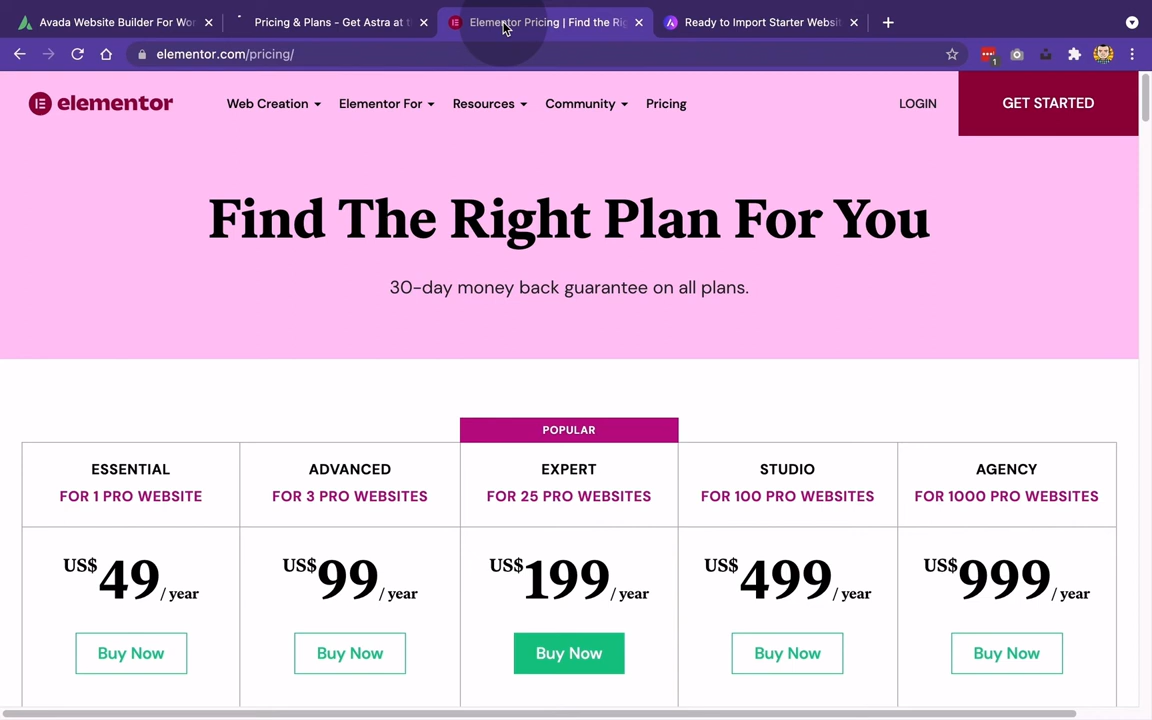 Avada Website Builder For Wor
Pricing & Plans - Get Astra at t
Elementor Pricing | Find the Rig
Ready to Import Starter Websit
elementor.com/pricing/
1
elementor
Web Creation
Elementor For
Resources
Community
Pricing
LOGIN
GET STARTED
Find The Right Plan For You
30-day money back guarantee on all plans.
POPULAR
ESSENTIAL
FOR 1 PRO WEBSITE
US$49/ year
Buy Now
ADVANCED
FOR 3 PRO WEBSITES
US$99/ year
Buy Now
EXPERT
FOR 25 PRO WEBSITES
US$199/ year
Buy Now
STUDIO
FOR 100 PRO WEBSITES
US$499/ year
Buy Now
AGENCY
FOR 1000 PRO WEBSITES
US$999/ year
Buy Now